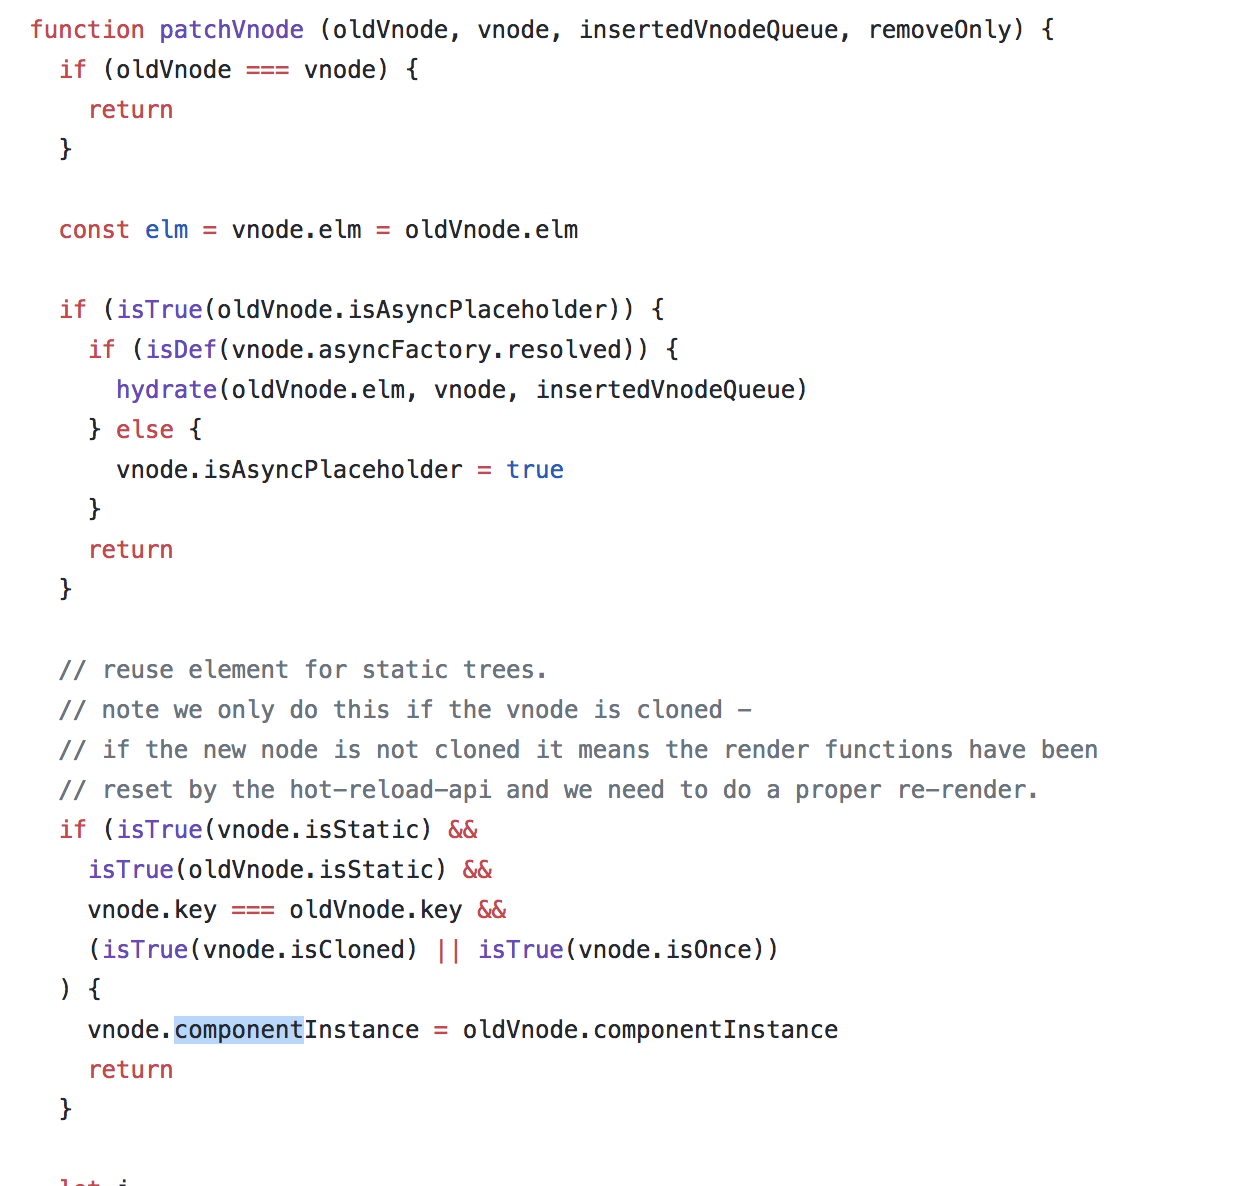 function patchVnode (oldVnode, vnode, insertedVnodeQueue, removeOnly) {
if (oldVnode === vnode) {
return
}
const elm = vnode.elm = oldVnode.elm
if (isTrue(oldVnode.isAsyncPlaceholder)) {
if (isDef(vnode.asyncFactory.resolved)) {
hydrate(oldVnode.elm, vnode, insertedVnodeQueue)
} else {
vnode.isAsyncPlaceholder = true
}
return
}
// reuse element for static trees.
// note we only do this if the vnode is cloned -
// if the new node is not cloned it means the render functions have been
// reset by the hot-reload-api and we need to do a proper re-render.
if (isTrue(vnode.isStatic) &&
isTrue(oldVnode.isStatic) &&
vnode.key === oldVnode.key &&
(isTrue(vnode.isCloned) || isTrue(vnode.isOnce))
) {
vnode.componentInstance = oldVnode.componentInstance
return
}
let i